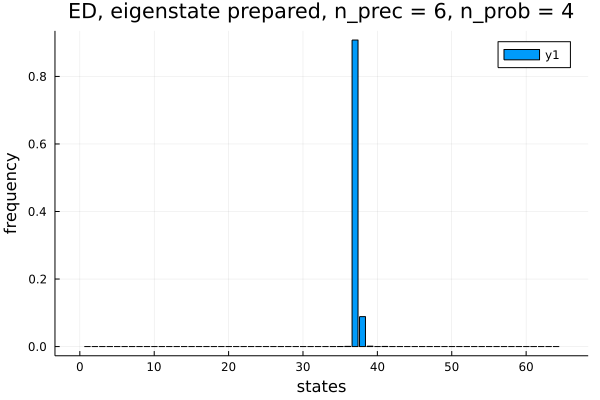 ED, eigenstate prepared, n_prec = 6, n_prob = 4
y1
frequency
0.8
0.6
0.4
0.2
0.0
0 10 20 30 40 50 60
states